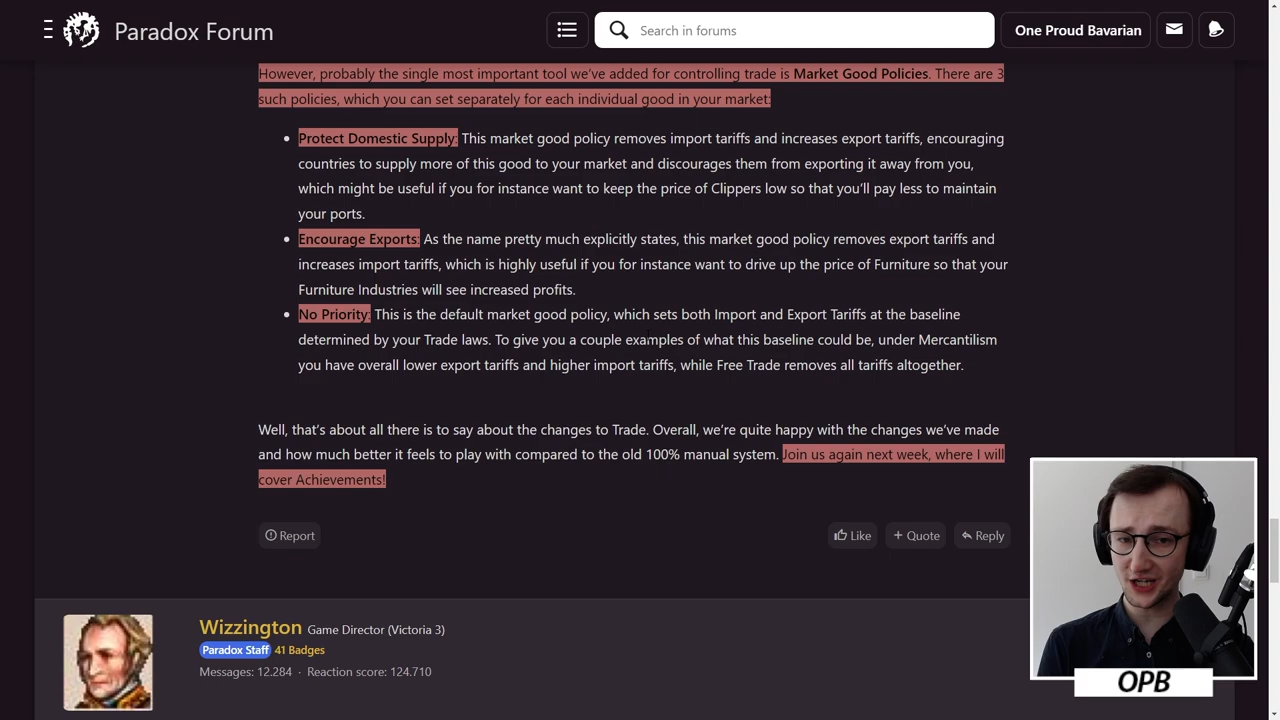 Paradox Forum
Search in forums
One Proud Bavarian
However, probably the single most important tool we've added for controlling trade is Market Good Policies. There are 3
such policies, which you can set separately for each individual good in your market:
Protect Domestic Supply: This market good policy removes import tariffs and increases export tariffs, encouraging
countries to supply more of this good to your market and discourages them from exporting it away from you,
which might be useful if you for instance want to keep the price of Clippers low so that you'll pay less to maintain
your ports.
Encourage Exports: As the name pretty much explicitly states, this market good policy removes export tariffs and
increases import tariffs, which is highly useful if you for instance want to drive up the price of Furniture so that your
Furniture Industries will see increased profits.
No Priority: This is the default market good policy, which sets both Import and Export Tariffs at the baseline
determined by your Trade laws. To give you a couple examples of what this baseline could be, under Mercantilism
you have overall lower export tariffs and higher import tariffs, while Free Trade removes all tariffs altogether.
Well, that's about all there is to say about the changes to Trade. Overall, we're quite happy with the changes we've made
and how much better it feels to play with compared to the old 100% manual system. Join us again next week, where I will
cover Achievements!
Report
Like
+ Quote
Reply
Wizzington Game Director (Victoria 3)
Paradox Staff 41 Badges
Messages: 12.284 · Reaction score: 124.710
OPB